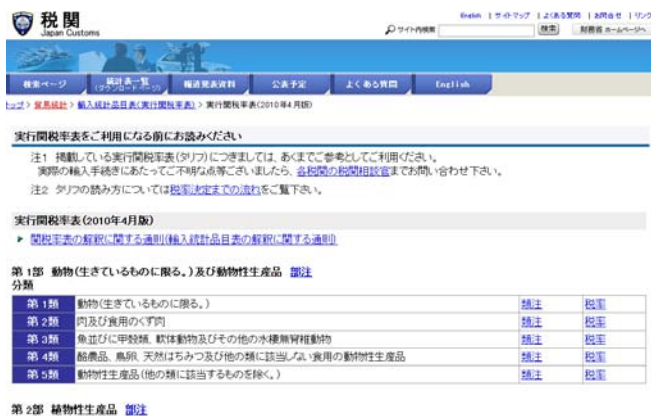 税関
Japan Customs
English | サイトマップ | よくある質問 | お問合せ | リンク
サイト内検索 検索 財務省 ホームページへ
検索ページ
統計表一覧
(ダウンロードページ)
報道発表資料
公表予定
よくある質問
English
トップ > 貿易統計 > 輸入統計品目表(実行関税率表) > 実行関税率表(2010年4月版)
実行関税率表をご利用になる前にお読みください
注1 掲載している実行関税率表(タリフ)につきましては、あくまでご参考としてご利用ください。
実際の輸入手続きにあたってご不明な点等ございましたら、各税関の税関相談官までお問い合わせ下さい。
注2 タリフの読み方については税率決定までの流れをご覧下さい。
実行関税率表(2010年4月版)
関税率表の解釈に関する通則(輸入統計品目表の解釈に関する通則)
第1部 動物(生きているものに限る。)及び動物性生産品 部注
分類
第1類 動物(生きているものに限る。) 類注 税率
第2類 肉及び食用のくず肉 類注 税率
第3類 魚並びに甲殻類、軟体動物及びその他の水棲無脊椎動物 類注 税率
第4類 酪農品、鳥卵、天然はちみつ及び他の類に該当しない食用の動物性生産品 類注 税率
第5類 動物性生産品(他の類に該当するものを除く。) 類注 税率
第2部 植物性生産品 部注